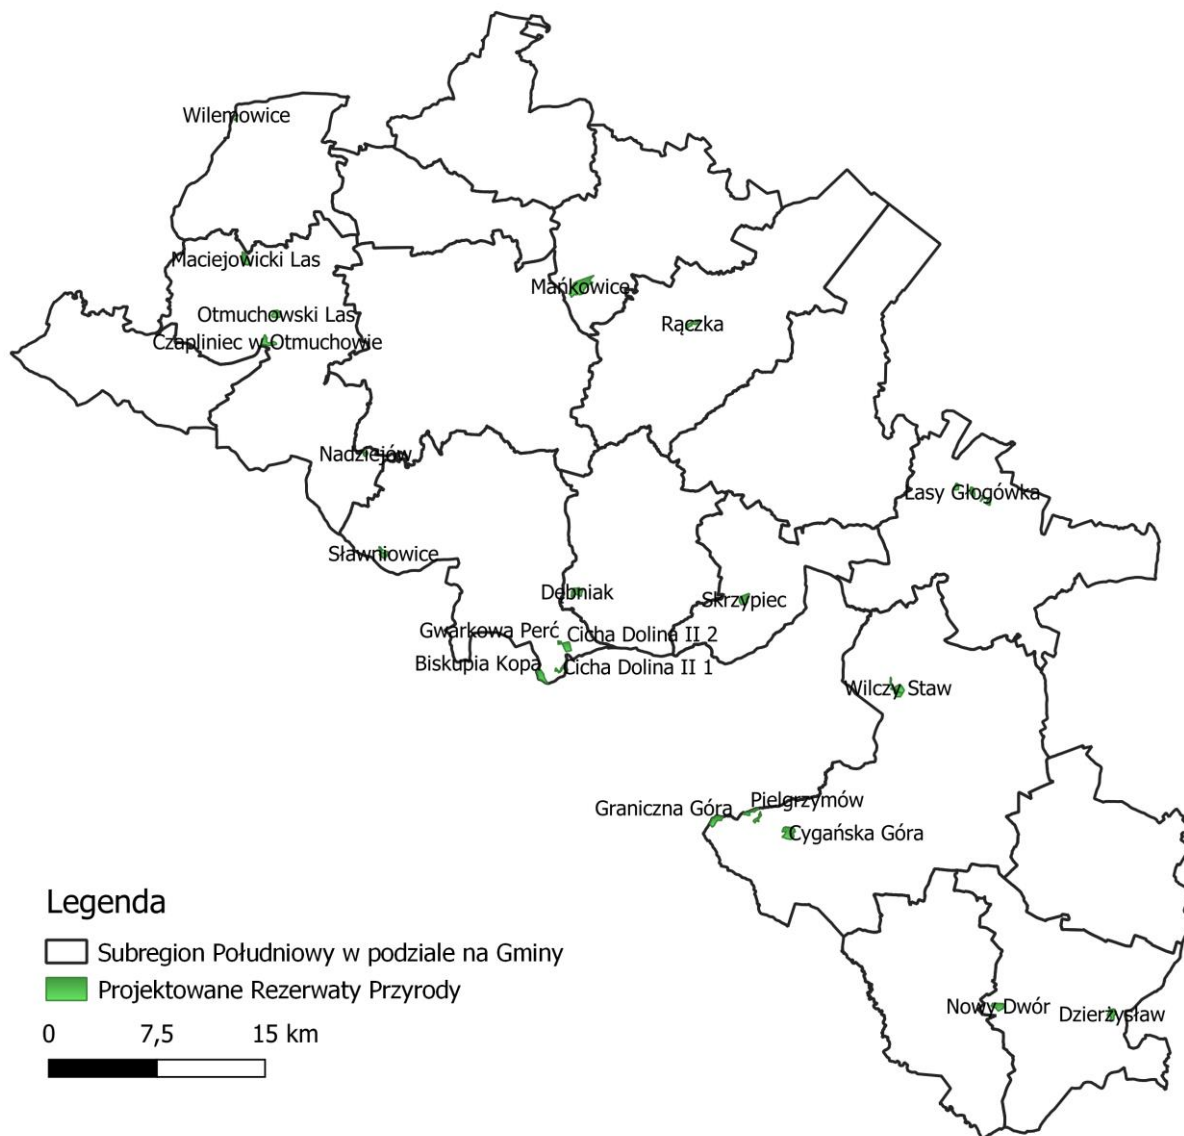 Wilemowice
Maciejowicki Las
Mańkowice
Otmuchowski Las
Rączka
Czapliniec w Otmuchowie
Nadziejów
Łasy Głogówka
Sławniowice
Dębniak
Skrzypiec
Gwarkowa Perć
Cicha Dolina II 2
Biskupia Kopa
Cicha Dolina II 1
Wilczy Staw
Graniczna Góra
Pielgrzymów
Cygańska Góra
Legenda
Subregion Południowy w podziale na Gminy
Projektowane Rezerwaty Przyrody
Nowy Dwór
Dzierżysław
0 7,5 15 km